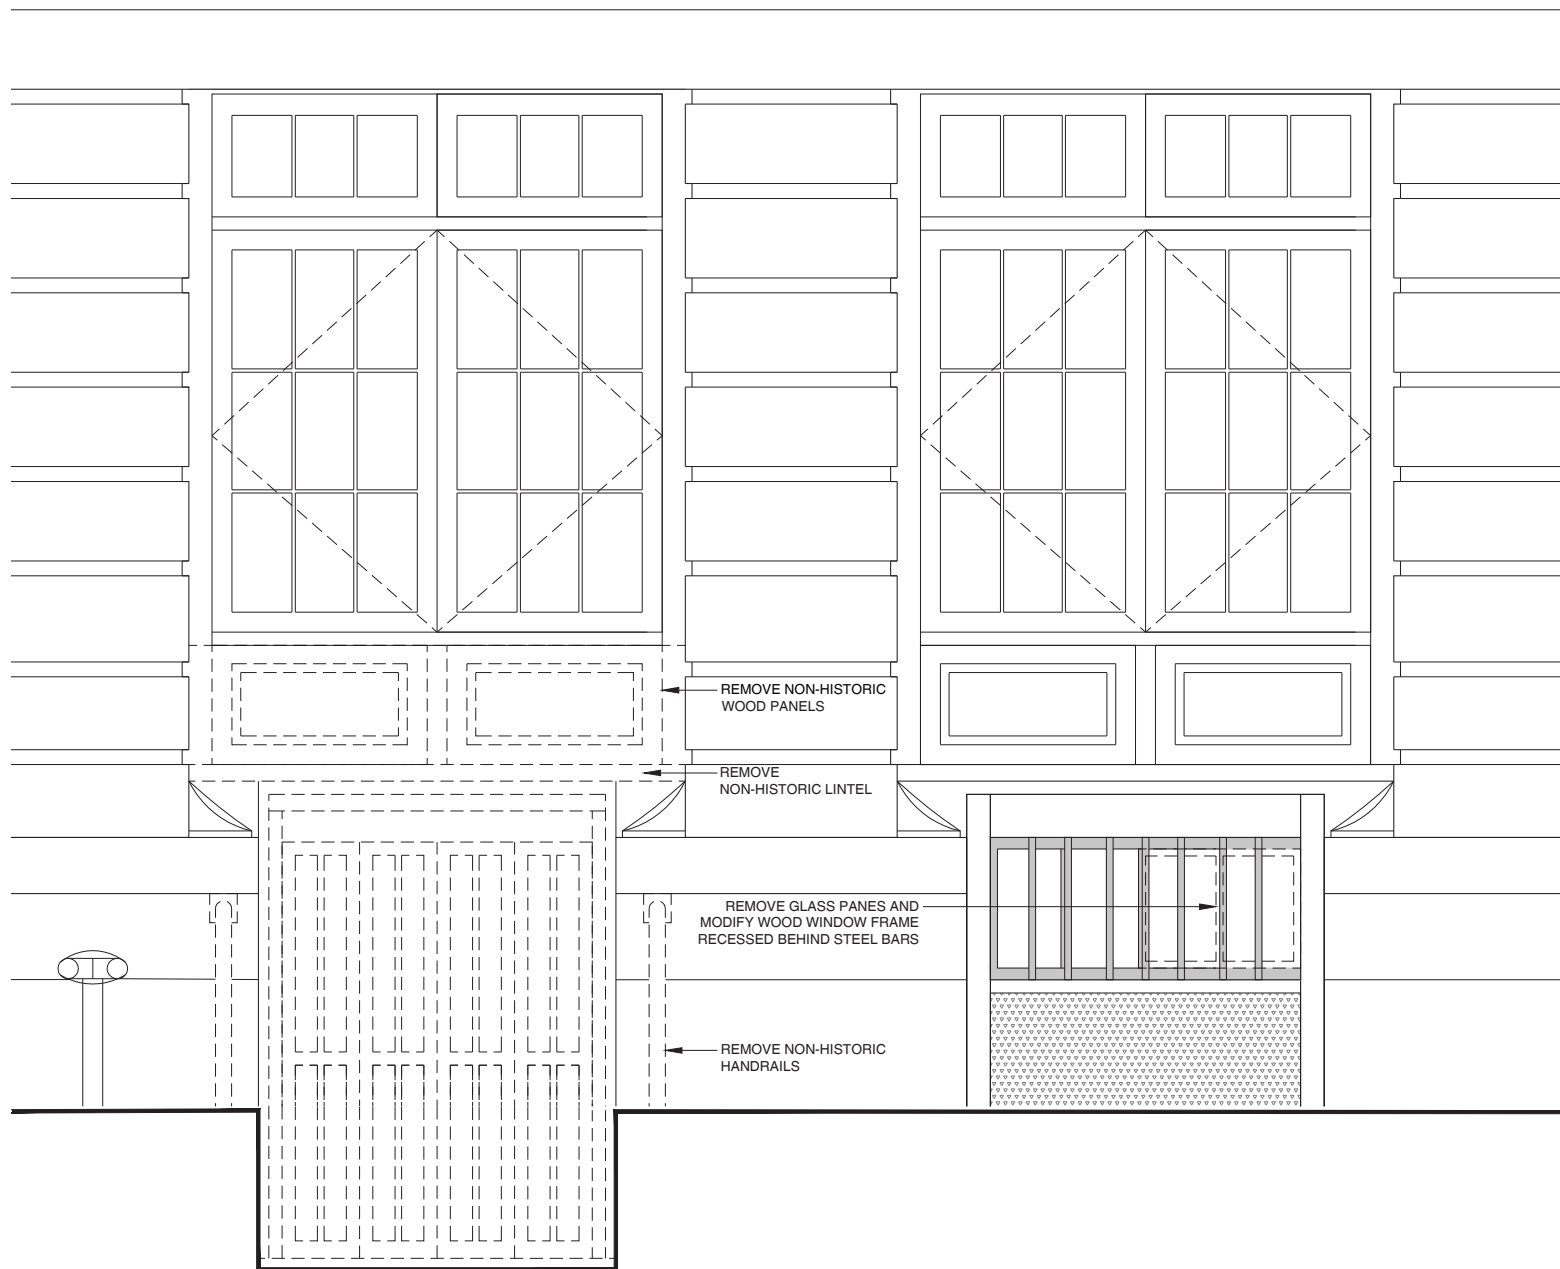 REMOVE NON-HISTORIC
WOOD PANELS
REMOVE
NON-HISTORIC LINTEL
REMOVE GLASS PANES AND
MODIFY WOOD WINDOW FRAME
RECESSED BEHIND STEEL BARS
REMOVE NON-HISTORIC
HANDRAILS